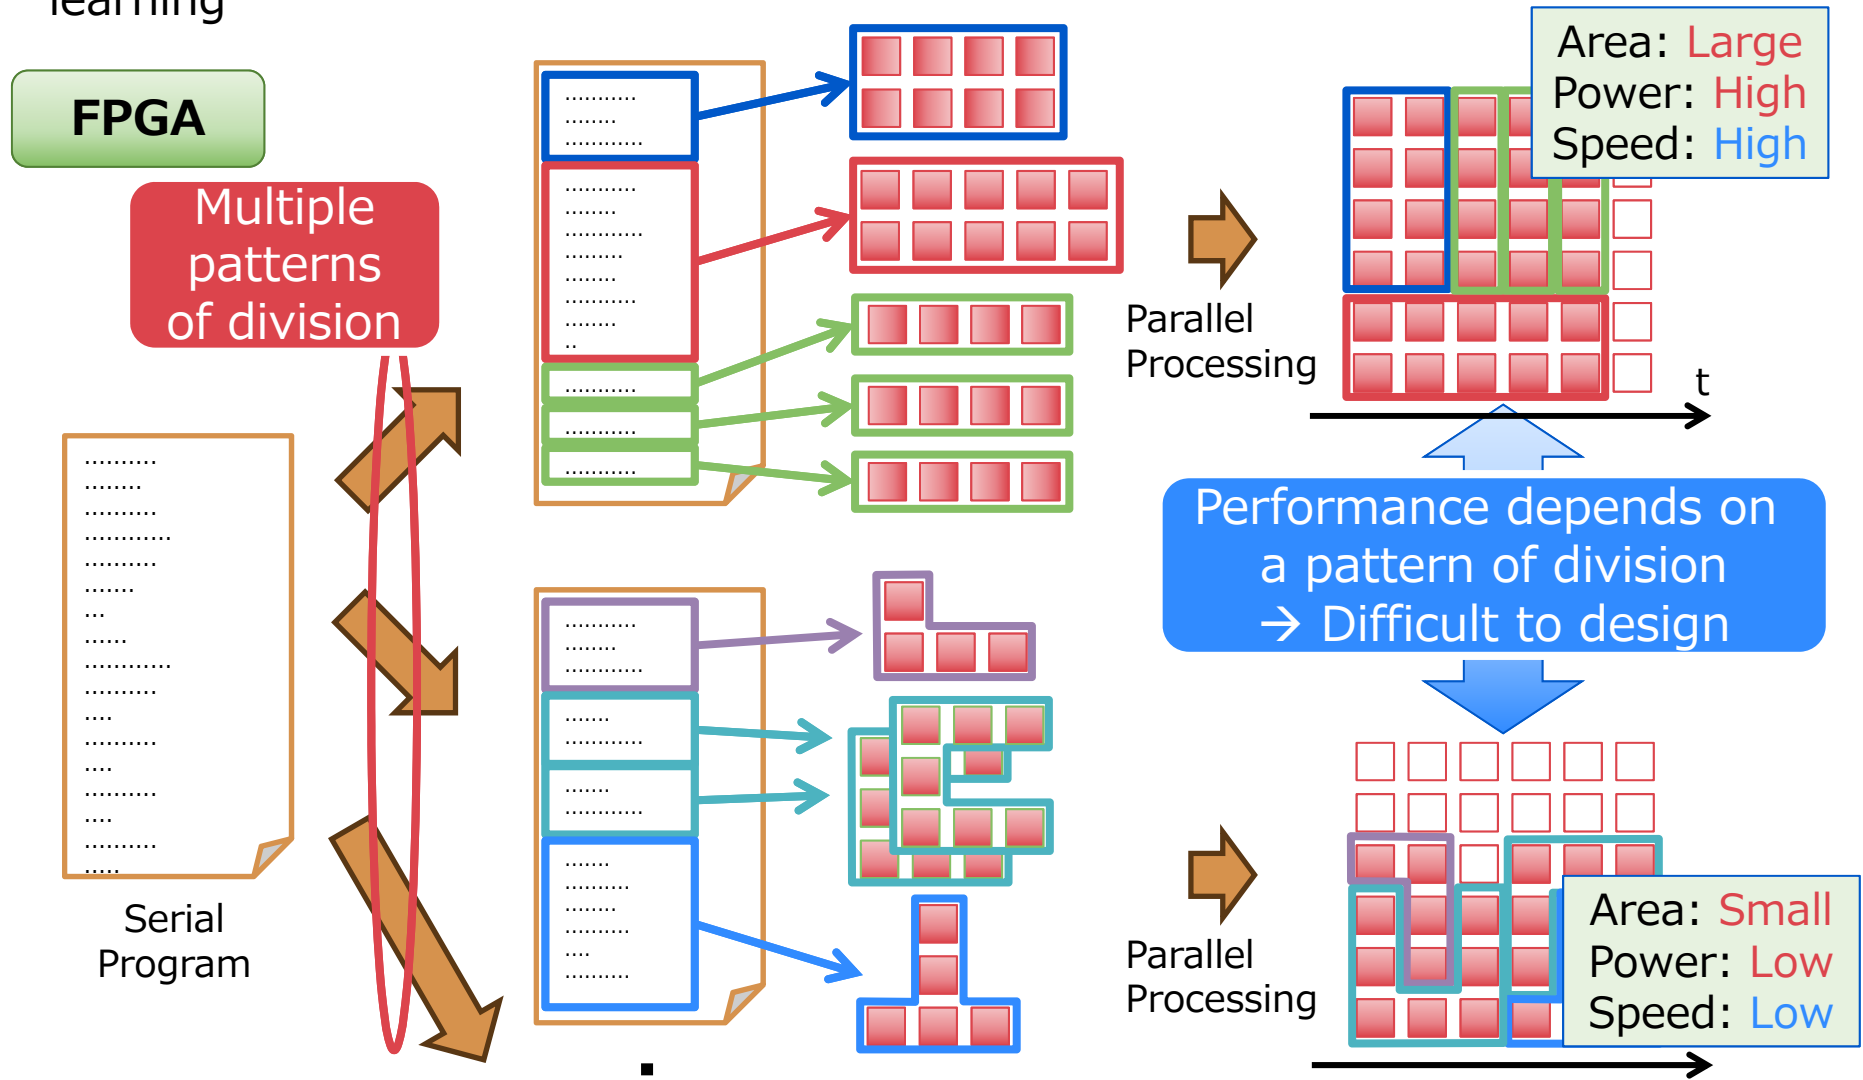 learning
FPGA
Multiple
patterns
of division
Serial
Program
Parallel
Processing
Area: Large
Power: High
Speed: High
t
Performance depends on
a pattern of division
→ Difficult to design
Parallel
Processing
Area: Small
Power: Low
Speed: Low